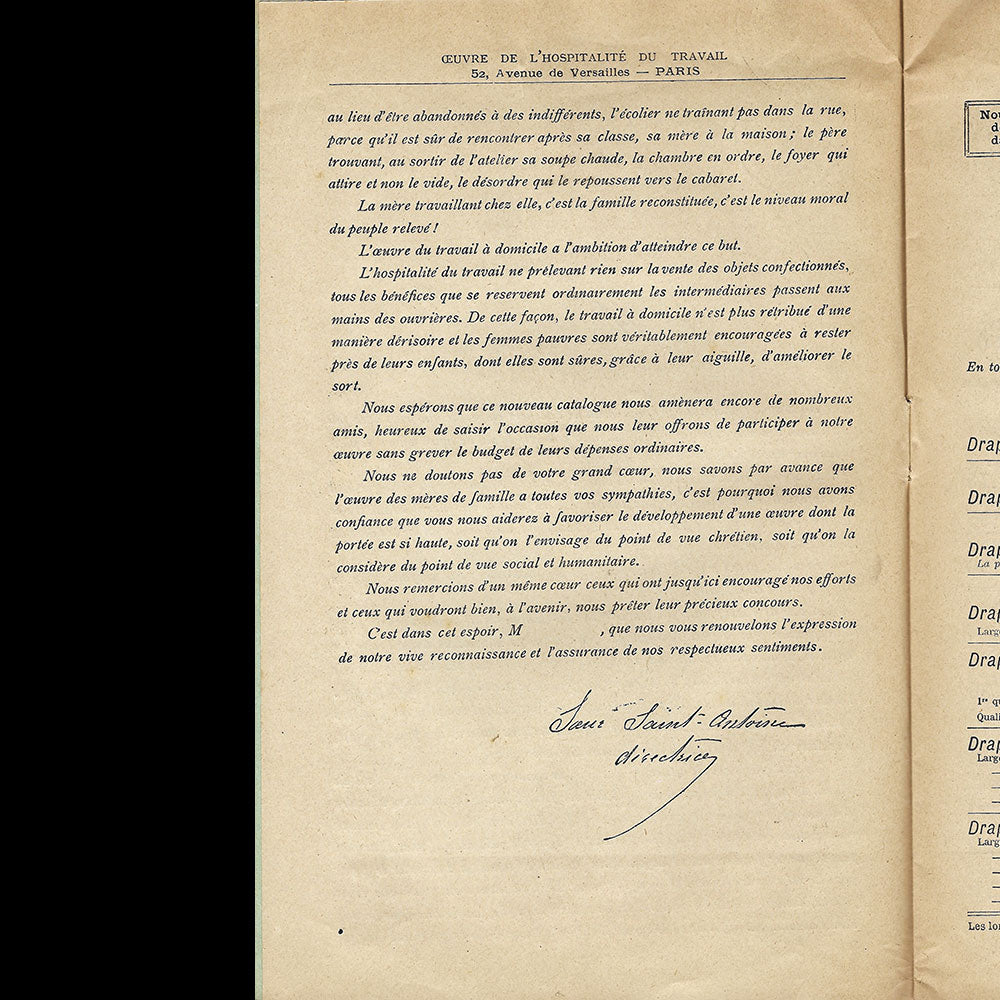 ŒUVRE DE L'HOSPITALITÉ DU TRAVAIL
52, Avenue de Versailles — PARIS
au lieu d'être abandonnés à des indifférents, l'écolier ne traînant pas dans la rue,
parce qu'il est sûr de rencontrer après sa classe, sa mère à la maison ; le père
trouvant, au sortir de l'atelier sa soupe chaude, la chambre en ordre, le foyer qui
attire et non le vide, le désordre qui le repoussent vers le cabaret.
La mère travaillant chez elle, c'est la famille reconstituée, c'est le niveau moral
du peuple relevé !
L'œuvre du travail à domicile a l'ambition d'atteindre ce but.
L'hospitalité du travail ne prélevant rien sur la vente des objets confectionnés,
tous les bénéfices que se reservent ordinairement les intermédiaires passent aux
mains des ouvrières. De cette façon, le travail à domicile n'est plus rétribué d'une
manière dérisoire et les femmes pauvres sont véritablement encouragées à rester
près de leurs enfants, dont elles sont sûres, grâce à leur aiguille, d'améliorer le
sort.
Nous espérons que ce nouveau catalogue nous amènera encore de nombreux
amis, heureux de saisir l'occasion que nous leur offrons de participer à notre
œuvre sans grever le budget de leurs dépenses ordinaires.
Nous ne doutons pas de votre grand cœur, nous savons par avance que
l'œuvre des mères de famille a toutes vos sympathies, c'est pourquoi nous avons
confiance que vous nous aiderez à favoriser le développement d'une œuvre dont la
portée est si haute, soit qu'on l'envisage du point de vue chrétien, soit qu'on la
considère du point de vue social et humanitaire.
Nous remercions d'un même cœur ceux qui ont jusqu'ici encouragé nos efforts
et ceux qui voudront bien, à l'avenir, nous prêter leur précieux concours.
C'est dans cet espoir, M , que nous vous renouvelons l'expression
de notre vive reconnaissance et l'assurance de nos respectueux sentiments.
Sœur Saint-Antoine
directrice
En to
Drap
Drap
Drap
La p
Drap
Larg
Drap
1re qu
Quali
Drap
Large
Drap
Larg
Les lo